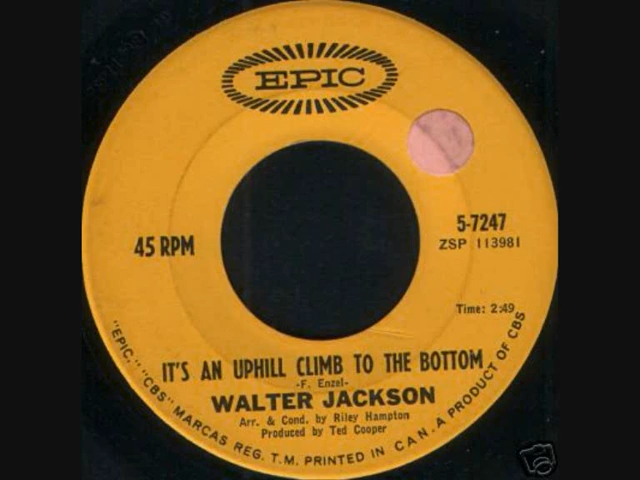 EPIC
45 RPM
5-7247
ZSP 113981
Time: 2:49
IT'S AN UPHILL CLIMB TO THE BOTTOM
-F. Enzel-
WALTER JACKSON
Arr. & Cond. by Riley Hampton
Produced by Ted Cooper
"EPIC," "CBS" MARCAS REG. T.M. PRINTED IN CAN. A PRODUCT OF CBS